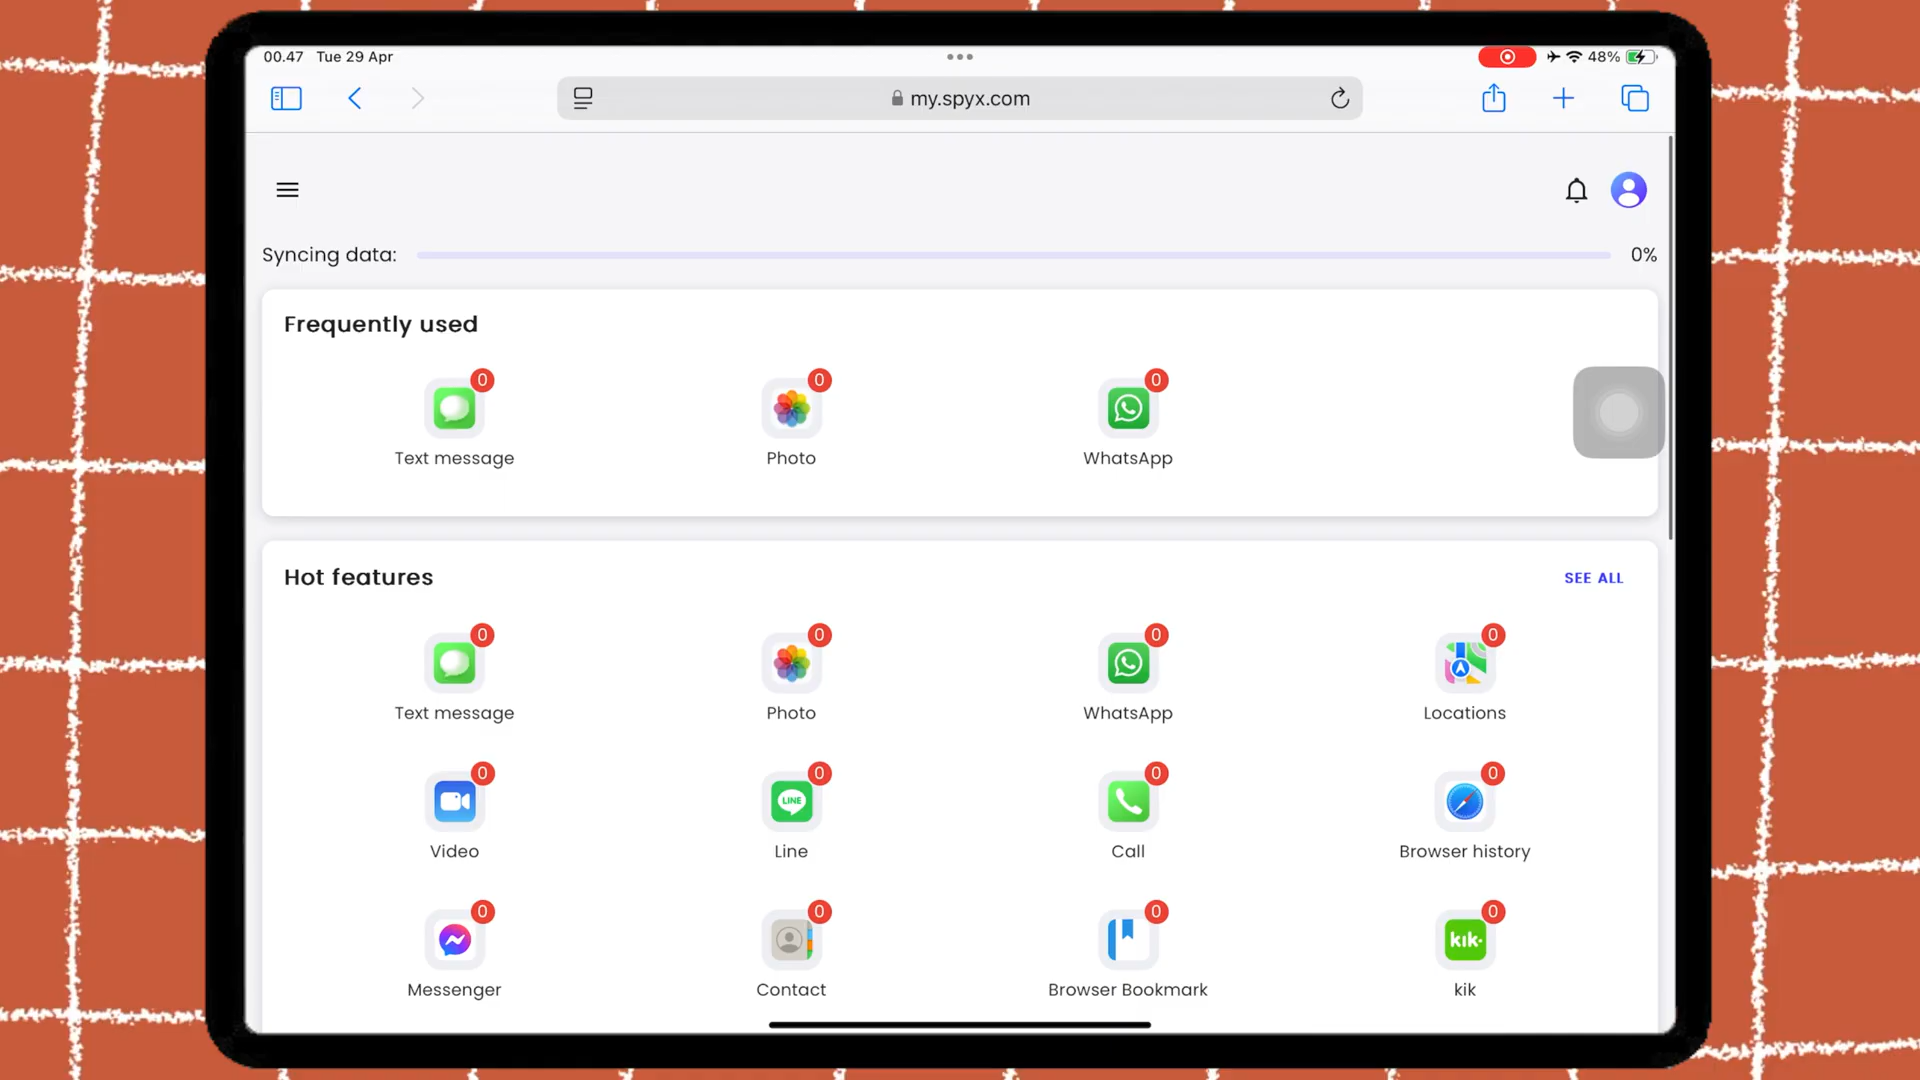 00.47 Tue 29 Apr
48%
my.spyx.com
Syncing data: 0%
Frequently used
0 0 0
Text message Photo WhatsApp
Hot features SEE ALL
0 0 0 0
Text message Photo WhatsApp Locations
0 0 0 0
LINE
Video Line Call Browser history
0 0 0 0
kik
Messenger Contact Browser Bookmark kik